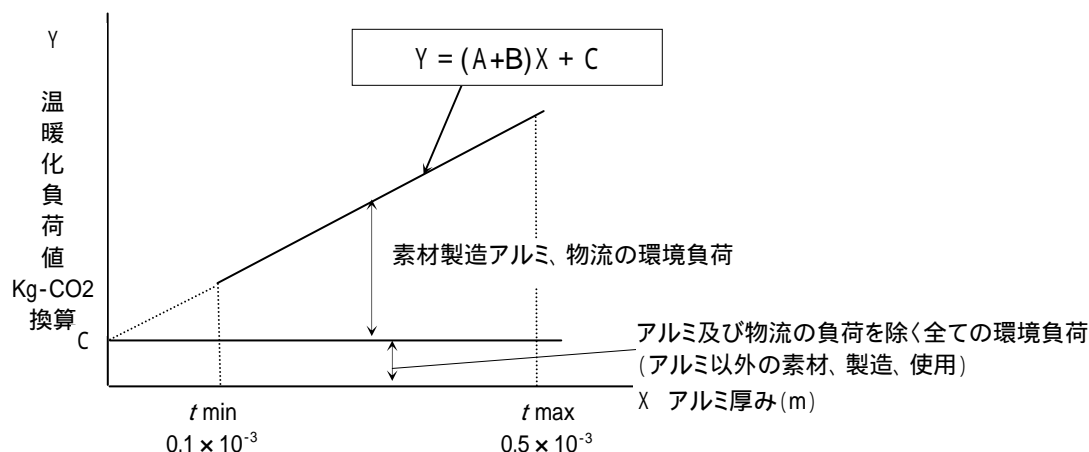 Y
温暖化負荷値
Kg-CO2
換算
Y = (A+B)X + C
素材製造アルミ、物流の環境負荷
C
アルミ及び物流の負荷を除く全ての環境負荷
(アルミ以外の素材、製造、使用)
X アルミ厚み(m)
t min
0.1 × 10⁻³
t max
0.5 × 10⁻³